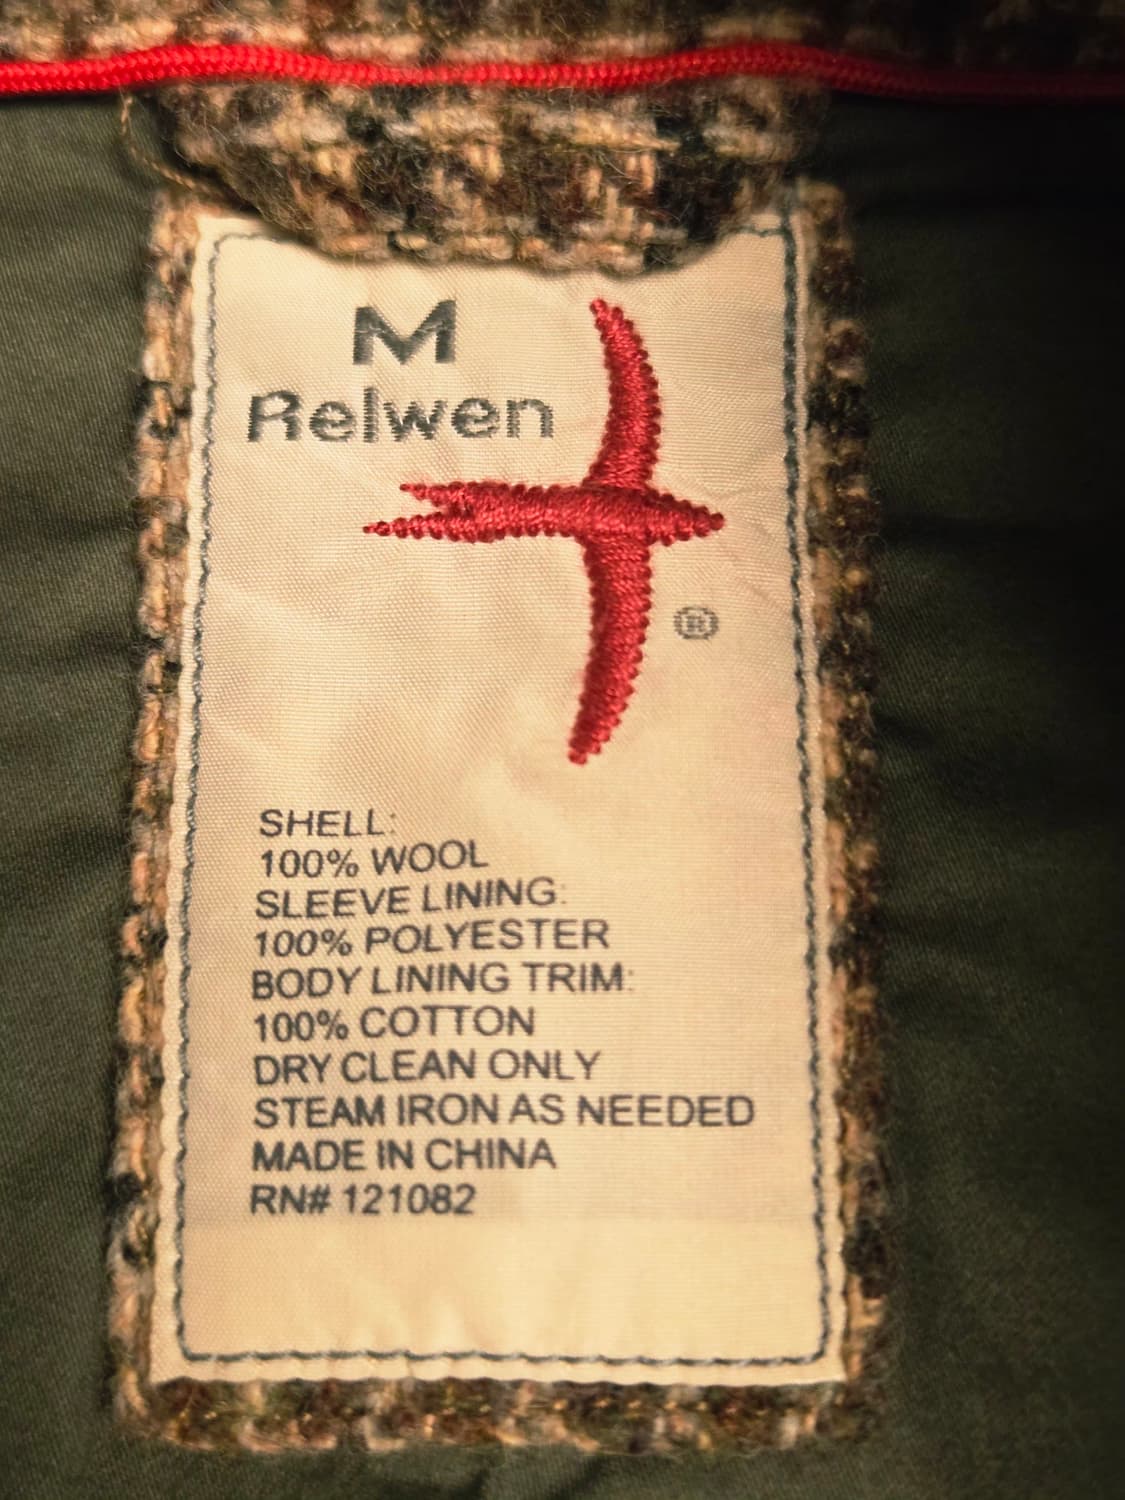 M
Relwen
®
SHELL:
100% WOOL
SLEEVE LINING:
100% POLYESTER
BODY LINING TRIM:
100% COTTON
DRY CLEAN ONLY
STEAM IRON AS NEEDED
MADE IN CHINA
RN# 121082